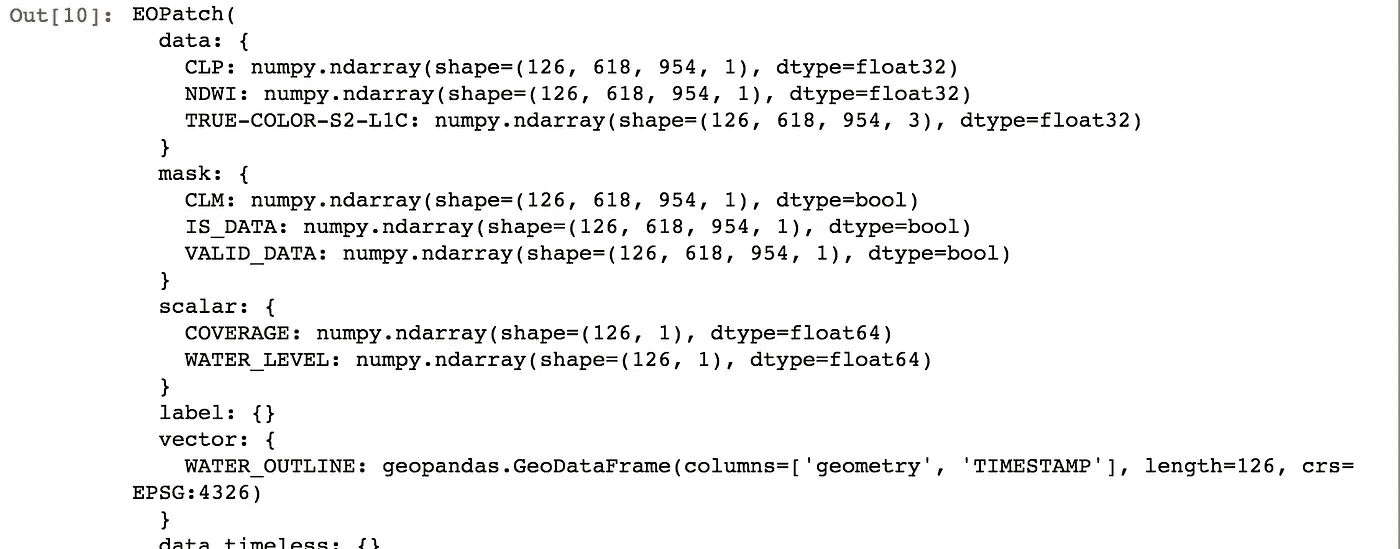 Out[10]: EOPatch(
  data: {
    CLP: numpy.ndarray(shape=(126, 618, 954, 1), dtype=float32)
    NDWI: numpy.ndarray(shape=(126, 618, 954, 1), dtype=float32)
    TRUE-COLOR-S2-L1C: numpy.ndarray(shape=(126, 618, 954, 3), dtype=float32)
  }
  mask: {
    CLM: numpy.ndarray(shape=(126, 618, 954, 1), dtype=bool)
    IS_DATA: numpy.ndarray(shape=(126, 618, 954, 1), dtype=bool)
    VALID_DATA: numpy.ndarray(shape=(126, 618, 954, 1), dtype=bool)
  }
  scalar: {
    COVERAGE: numpy.ndarray(shape=(126, 1), dtype=float64)
    WATER_LEVEL: numpy.ndarray(shape=(126, 1), dtype=float64)
  }
  label: {}
  vector: {
    WATER_OUTLINE: geopandas.GeoDataFrame(columns=['geometry', 'TIMESTAMP'], length=126, crs=
EPSG:4326)
  }
  data_timeless: {}